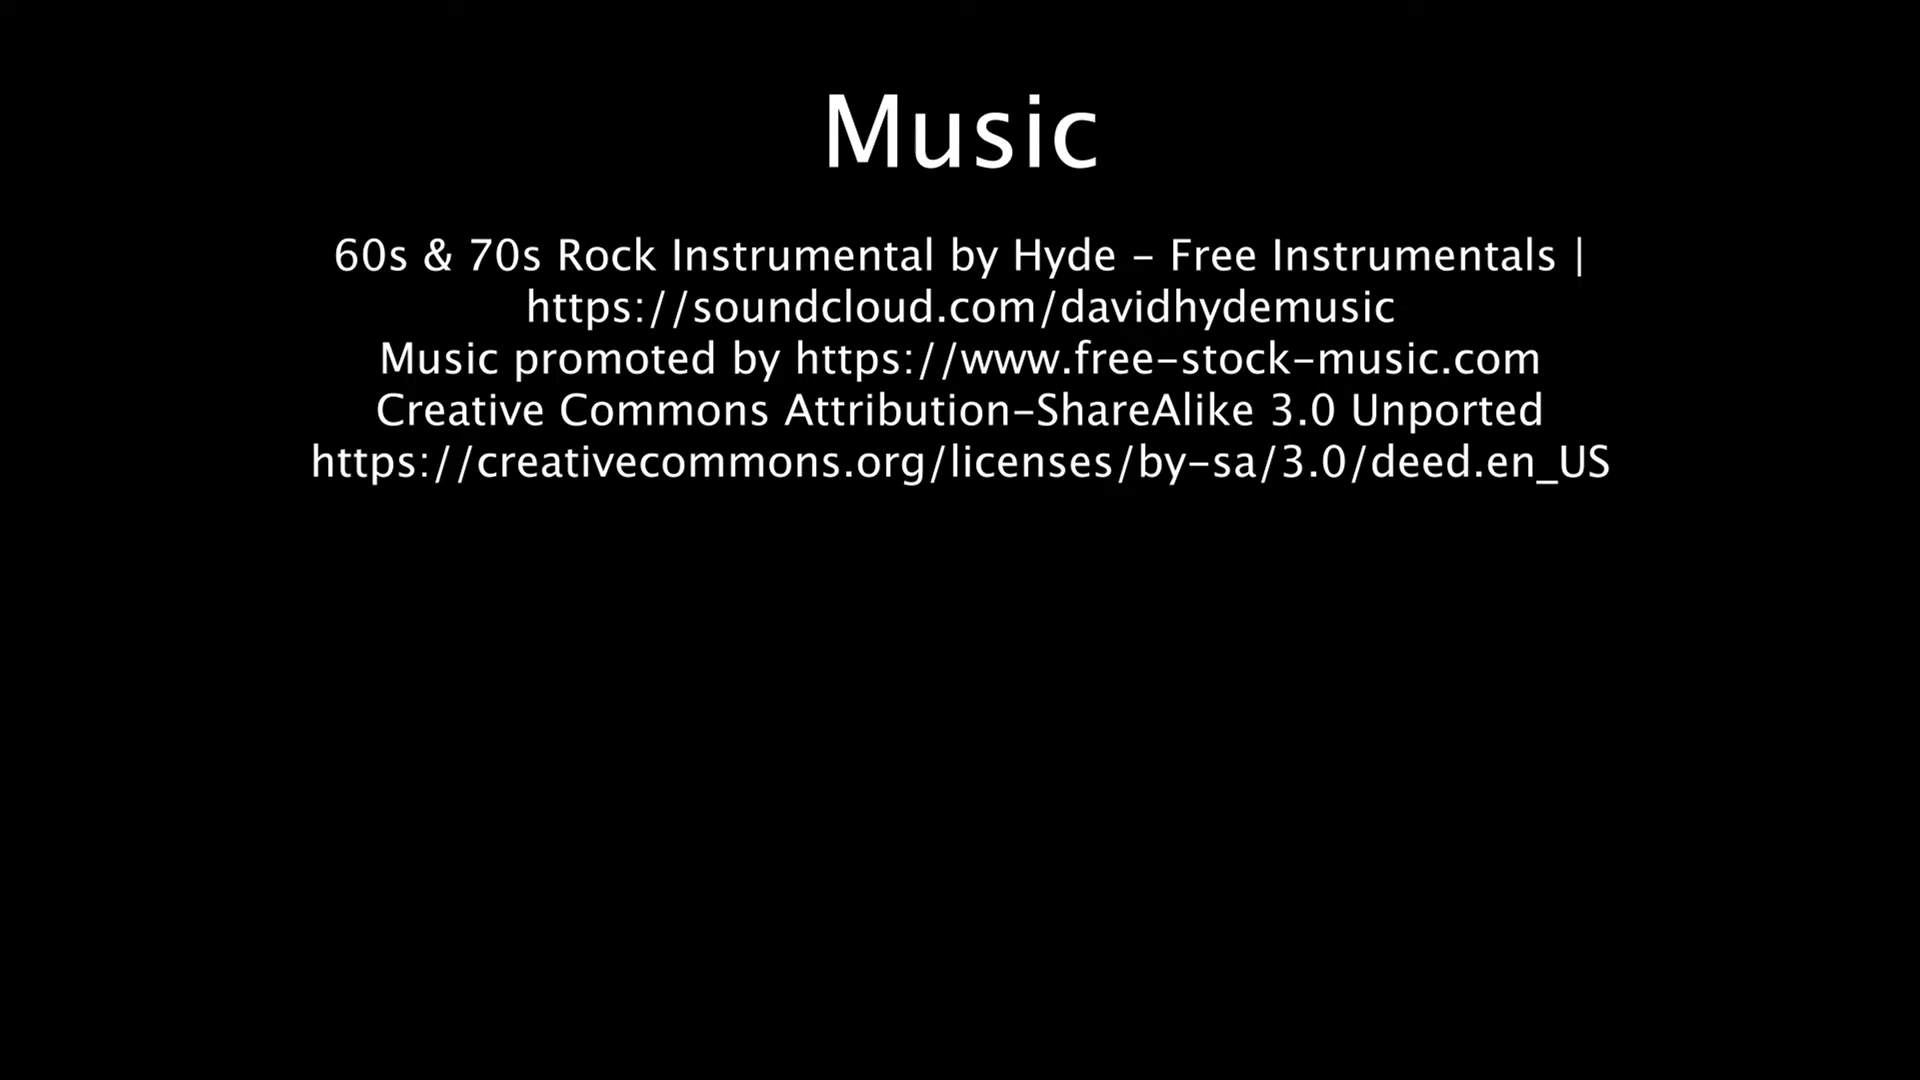 Music
60s & 70s Rock Instrumental by Hyde - Free Instrumentals |
https://soundcloud.com/davidhydemusic
Music promoted by https://www.free-stock-music.com
Creative Commons Attribution-ShareAlike 3.0 Unported
https://creativecommons.org/licenses/by-sa/3.0/deed.en_US